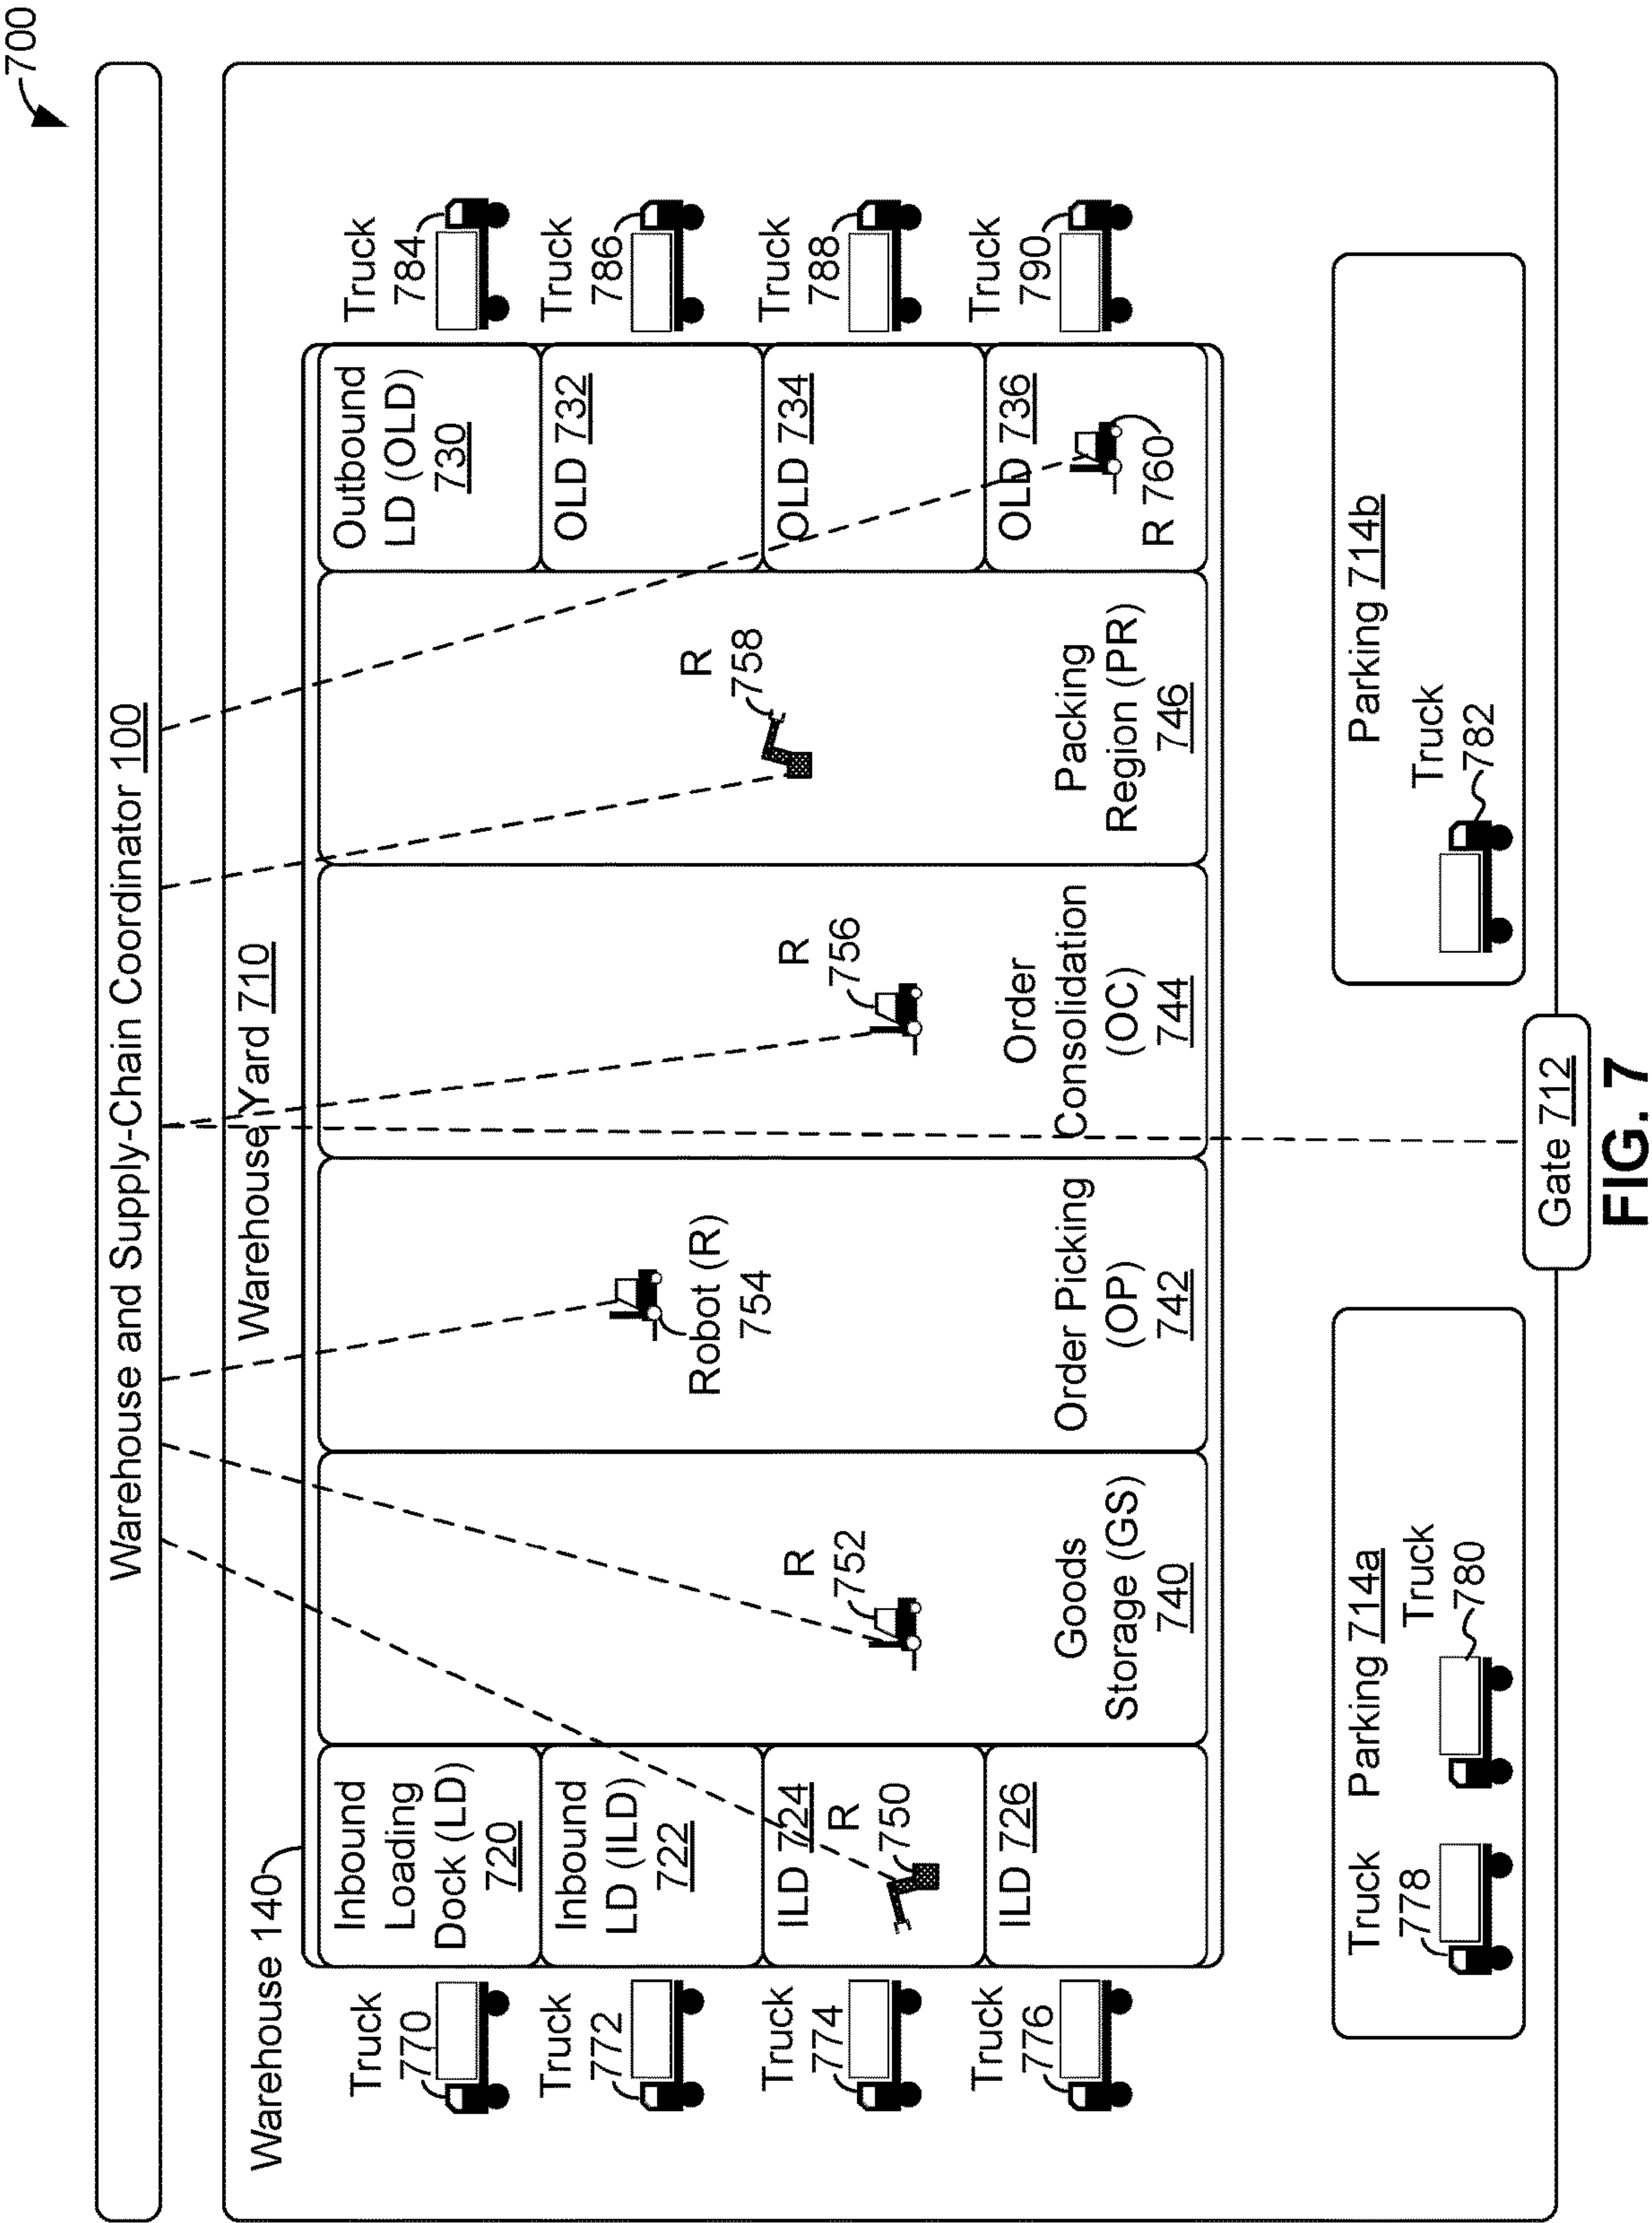 700
Warehouse and Supply-Chain Coordinator 100
Warehouse 140
Warehouse Yard 710
Truck
770
Truck
772
Truck
774
Truck
776
Inbound
Loading
Dock (LD)
720
Inbound
LD (ILD)
722
ILD 724
R
750
ILD 726
R
752
Goods
Storage (GS)
740
Robot (R)
754
Order Picking
(OP)
742
R
756
Order
Consolidation
(OC)
744
R
758
Packing
Region (PR)
746
Outbound
LD (OLD)
730
OLD 732
OLD 734
OLD 736
R 760
Truck
784
Truck
786
Truck
788
Truck
790
Parking 714a
Truck
778
Truck
780
Parking 714b
Truck
782
Gate 712
FIG. 7